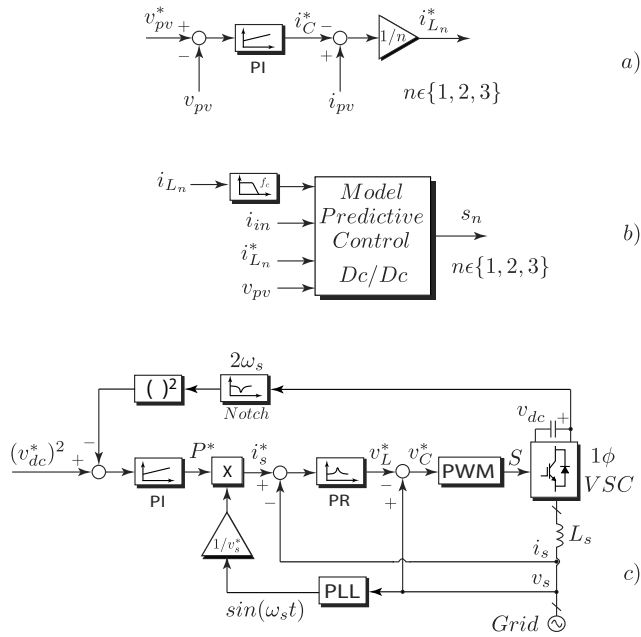 v*pv + i*C − i*Ln
− PI + 1/n
vpv ipv nϵ{1,2,3} a)
iLn fc Model
iin Predictive sn
Control b)
i*Ln Dc/Dc nϵ{1,2,3}
vpv
2ωs
( )² Notch vdc +
(v*dc)² + − P* i*s v*L v*C S 1ϕ
PI X + − PR − + PWM VSC
1/v*s Ls
is
vs c)
sin(ωst) PLL
Grid